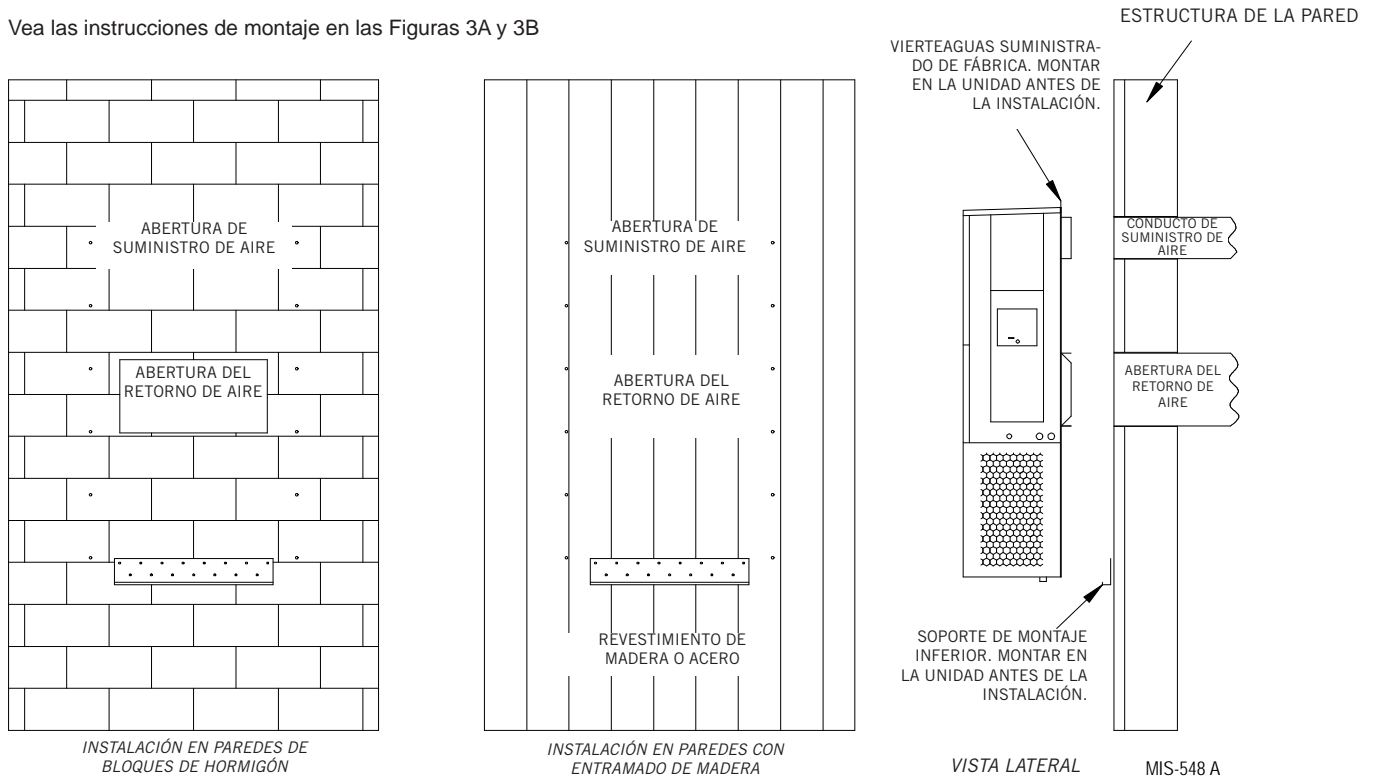 Vea las instrucciones de montaje en las Figuras 3A y 3B
ABERTURA DE
SUMINISTRO DE AIRE
ABERTURA DEL
RETORNO DE AIRE
INSTALACIÓN EN PAREDES DE
BLOQUES DE HORMIGÓN
ABERTURA DE
SUMINISTRO DE AIRE
ABERTURA DEL
RETORNO DE AIRE
REVESTIMIENTO DE
MADERA O ACERO
INSTALACIÓN EN PAREDES CON
ENTRAMADO DE MADERA
ESTRUCTURA DE LA PARED
VIERTEAGUAS SUMINISTRA-
DO DE FÁBRICA. MONTAR
EN LA UNIDAD ANTES DE
LA INSTALACIÓN.
CONDUCTO DE
SUMINISTRO DE
AIRE
ABERTURA DEL
RETORNO DE
AIRE
SOPORTE DE MONTAJE
INFERIOR. MONTAR EN
LA UNIDAD ANTES DE LA
INSTALACIÓN.
VISTA LATERAL
MIS-548 A